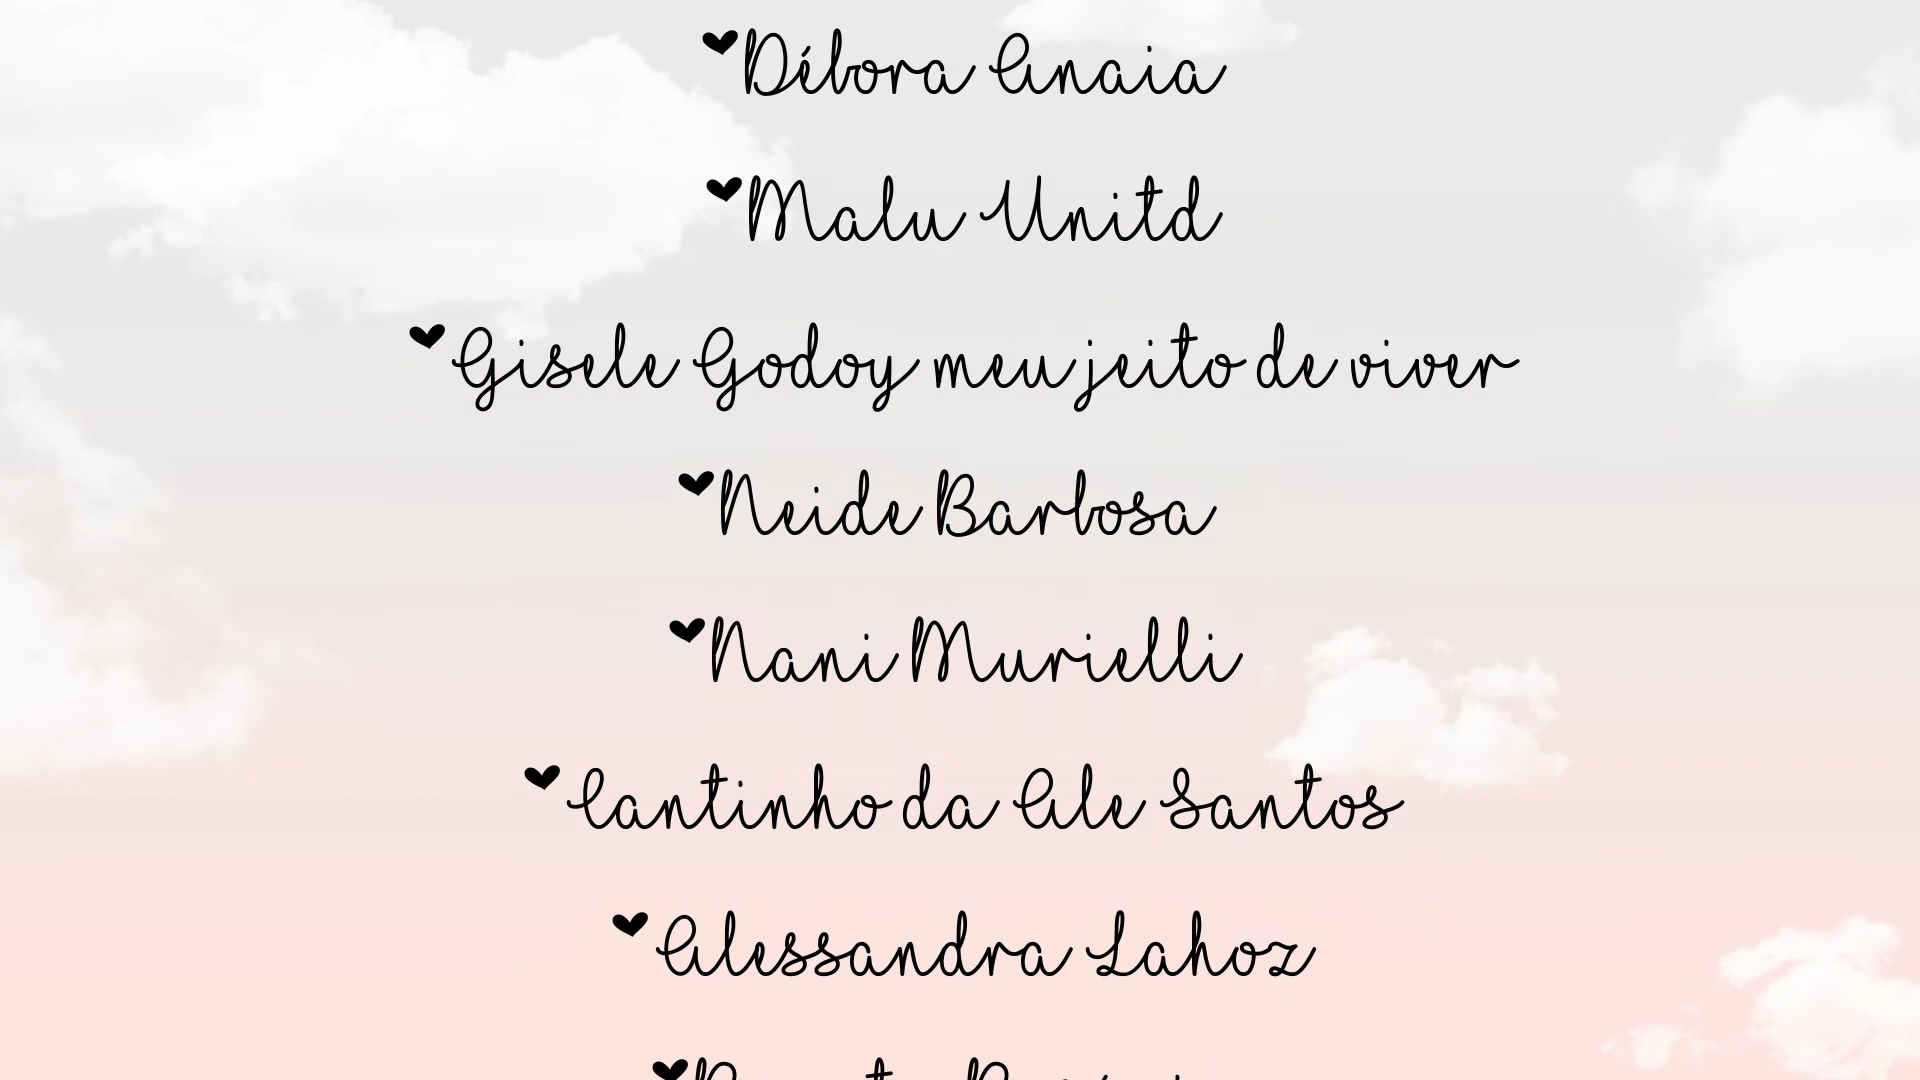 Débora Anaia
Malu Unitd
Gisele Godoy meu jeito de viver
Neide Barbosa
Nani Murielli
Cantinho da Ale Santos
Alessandra Lahoz